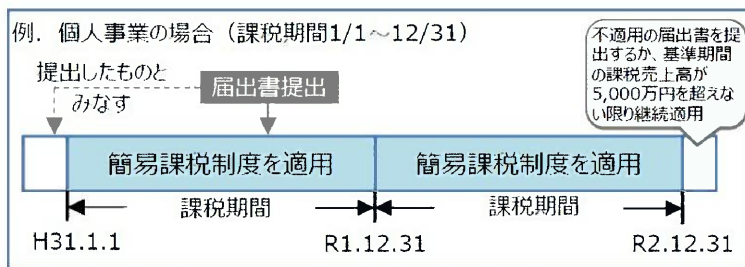 例．個人事業の場合（課税期間1/1～12/31）
提出したものと
みなす
届出書提出
不適用の届出書を提
出するか、基準期間
の課税売上高が
5,000万円を超えな
い限り継続適用
簡易課税制度を適用
簡易課税制度を適用
課税期間
課税期間
H31.1.1
R1.12.31
R2.12.31